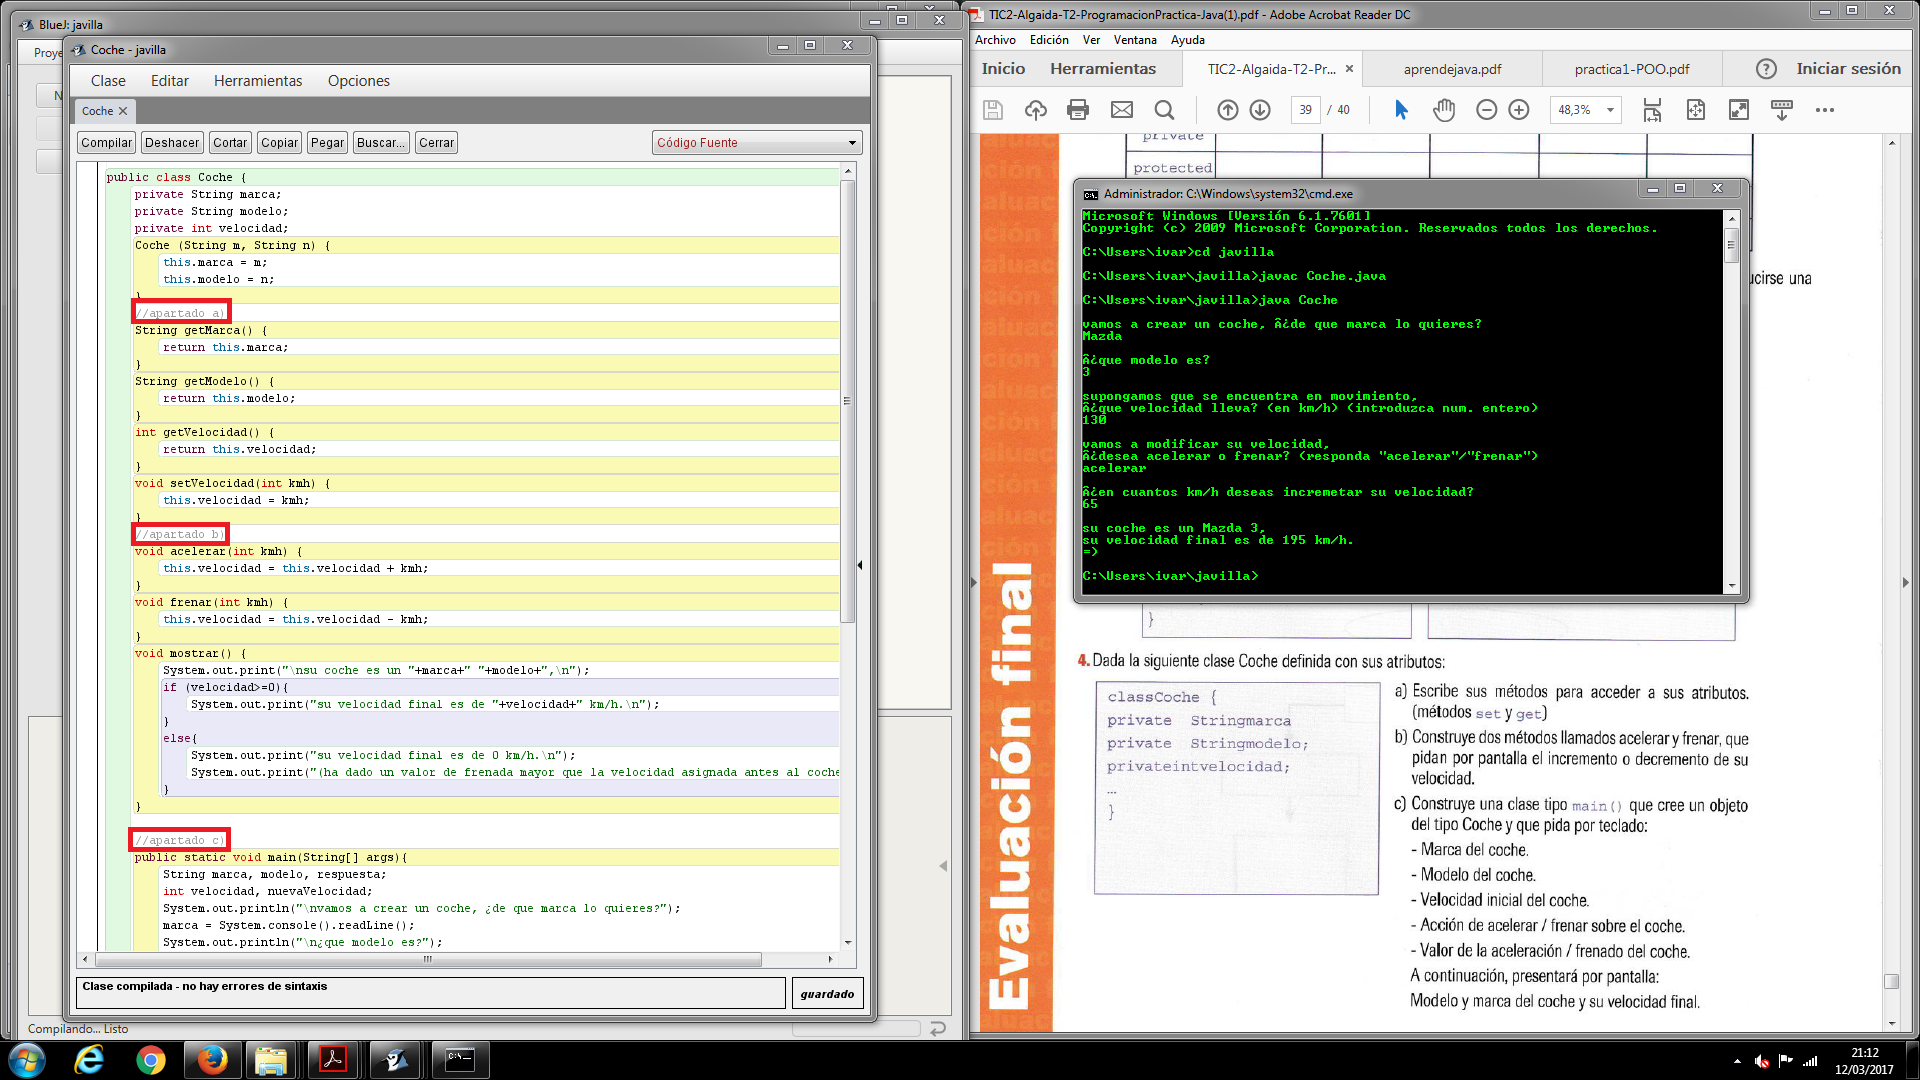 BlueJ: javilla
Proye
Coche - javilla
Clase Editar Herramientas Opciones
Coche
Compilar Deshacer Cortar Copiar Pegar Buscar... Cerrar Código Fuente
public class Coche {
private String marca;
private String modelo;
private int velocidad;
Coche (String m, String n) {
this.marca = m;
this.modelo = n;
}
//apartado a)
String getMarca() {
return this.marca;
}
String getModelo() {
return this.modelo;
}
int getVelocidad() {
return this.velocidad;
}
void setVelocidad(int kmh) {
this.velocidad = kmh;
}
//apartado b)
void acelerar(int kmh) {
this.velocidad = this.velocidad + kmh;
}
void frenar(int kmh) {
this.velocidad = this.velocidad - kmh;
}
void mostrar() {
System.out.print("\nsu coche es un "+marca+" "+modelo+",\n");
if (velocidad>=0){
System.out.print("su velocidad final es de "+velocidad+" km/h.\n");
}
else{
System.out.print("su velocidad final es de 0 km/h.\n");
System.out.print("(ha dado un valor de frenada mayor que la velocidad asignada antes al coche
}
}
//apartado c)
public static void main(String[] args){
String marca, modelo, respuesta;
int velocidad, nuevaVelocidad;
System.out.println("\nvamos a crear un coche, ¿de que marca lo quieres?");
marca = System.console().readLine();
System.out.println("\n¿que modelo es?");
Clase compilada - no hay errores de sintaxis
guardado
Compilando... Listo
TIC2-Algaida-T2-ProgramacionPractica-Java(1).pdf - Adobe Acrobat Reader DC
Archivo Edición Ver Ventana Ayuda
Inicio Herramientas TIC2-Algaida-T2-Pr... aprendejava.pdf practica1-POO.pdf Iniciar sesión
39 / 40 48,3%
private
protected
Administrador: C:\Windows\system32\cmd.exe
Microsoft Windows [Versión 6.1.7601]
Copyright (c) 2009 Microsoft Corporation. Reservados todos los derechos.
C:\Users\ivar>cd javilla
C:\Users\ivar\javilla>javac Coche.java
C:\Users\ivar\javilla>java Coche
vamos a crear un coche, Â¿de que marca lo quieres?
Mazda
Â¿que modelo es?
3
supongamos que se encuentra en movimiento,
Â¿que velocidad lleva? (en km/h) (introduzca num. entero)
130
vamos a modificar su velocidad,
Â¿desea acelerar o frenar? (responda "acelerar"/"frenar")
acelerar
Â¿en cuantos km/h deseas incremetar su velocidad?
65
su coche es un Mazda 3,
su velocidad final es de 195 km/h.
=>
C:\Users\ivar\javilla>
ucirse una
}
Evaluación final
4. Dada la siguiente clase Coche definida con sus atributos:
classCoche {
private Stringmarca
private Stringmodelo;
privateintvelocidad;
…
}
a) Escribe sus métodos para acceder a sus atributos.
(métodos set y get)
b) Construye dos métodos llamados acelerar y frenar, que
pidan por pantalla el incremento o decremento de su
velocidad.
c) Construye una clase tipo main() que cree un objeto
del tipo Coche y que pida por teclado:
- Marca del coche.
- Modelo del coche.
- Velocidad inicial del coche.
- Acción de acelerar / frenar sobre el coche.
- Valor de la aceleración / frenado del coche.
A continuación, presentará por pantalla:
Modelo y marca del coche y su velocidad final.
21:12
12/03/2017